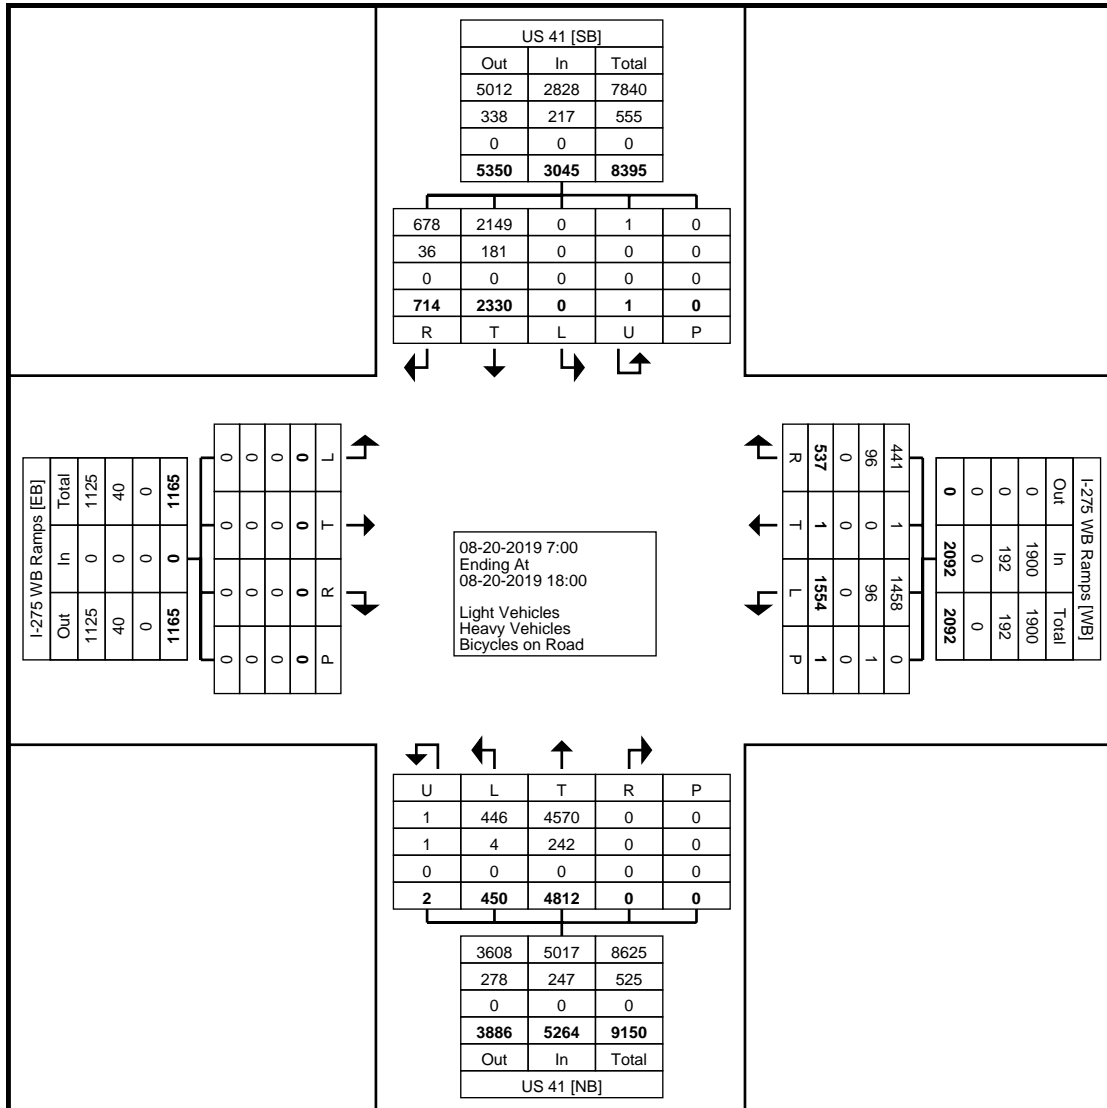 US 41 [SB]
Out In Total
5012 2828 7840
338 217 555
0 0 0
5350 3045 8395
678 2149 0 1 0
36 181 0 0 0
0 0 0 0 0
714 2330 0 1 0
R T L U P
I-275 WB Ramps [EB]
Total In Out
1125 0 1125
40 0 40
0 0 0
1165 0 1165
0 0 0 0
0 0 0 0
0 0 0 0
0 0 0 0
L T R P
08-20-2019 7:00
Ending At
08-20-2019 18:00
Light Vehicles
Heavy Vehicles
Bicycles on Road
R T L P
537 1 1554 1
0 0 0 0
96 0 96 1
441 1 1458 0
I-275 WB Ramps [WB]
Out In Total
0 1900 1900
0 192 192
0 0 0
0 2092 2092
U L T R P
1 446 4570 0 0
1 4 242 0 0
0 0 0 0 0
2 450 4812 0 0
3608 5017 8625
278 247 525
0 0 0
3886 5264 9150
Out In Total
US 41 [NB]